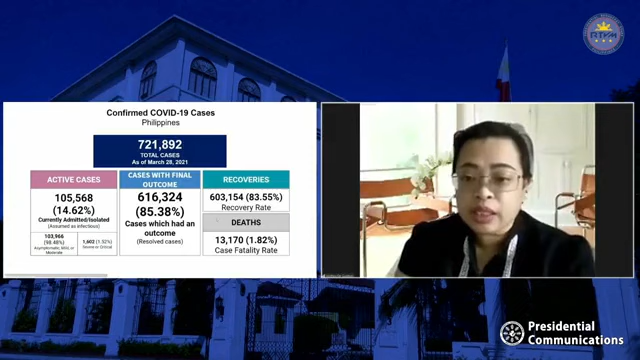 RTVM
Confirmed COVID-19 Cases
Philippines
721,892
TOTAL CASES
As of March 28, 2021
ACTIVE CASES
105,568
(14.62%)
Currently Admitted/Isolated
(Assumed as infectious)
103,966
(98.48%)
Asymptomatic, Mild, or
Moderate
1,602 (1.52%)
Severe or Critical
CASES WITH FINAL
OUTCOME
616,324
(85.38%)
Cases which had an
outcome
(Resolved cases)
RECOVERIES
603,154 (83.55%)
Recovery Rate
DEATHS
13,170 (1.82%)
Case Fatality Rate
Presidential
Communications